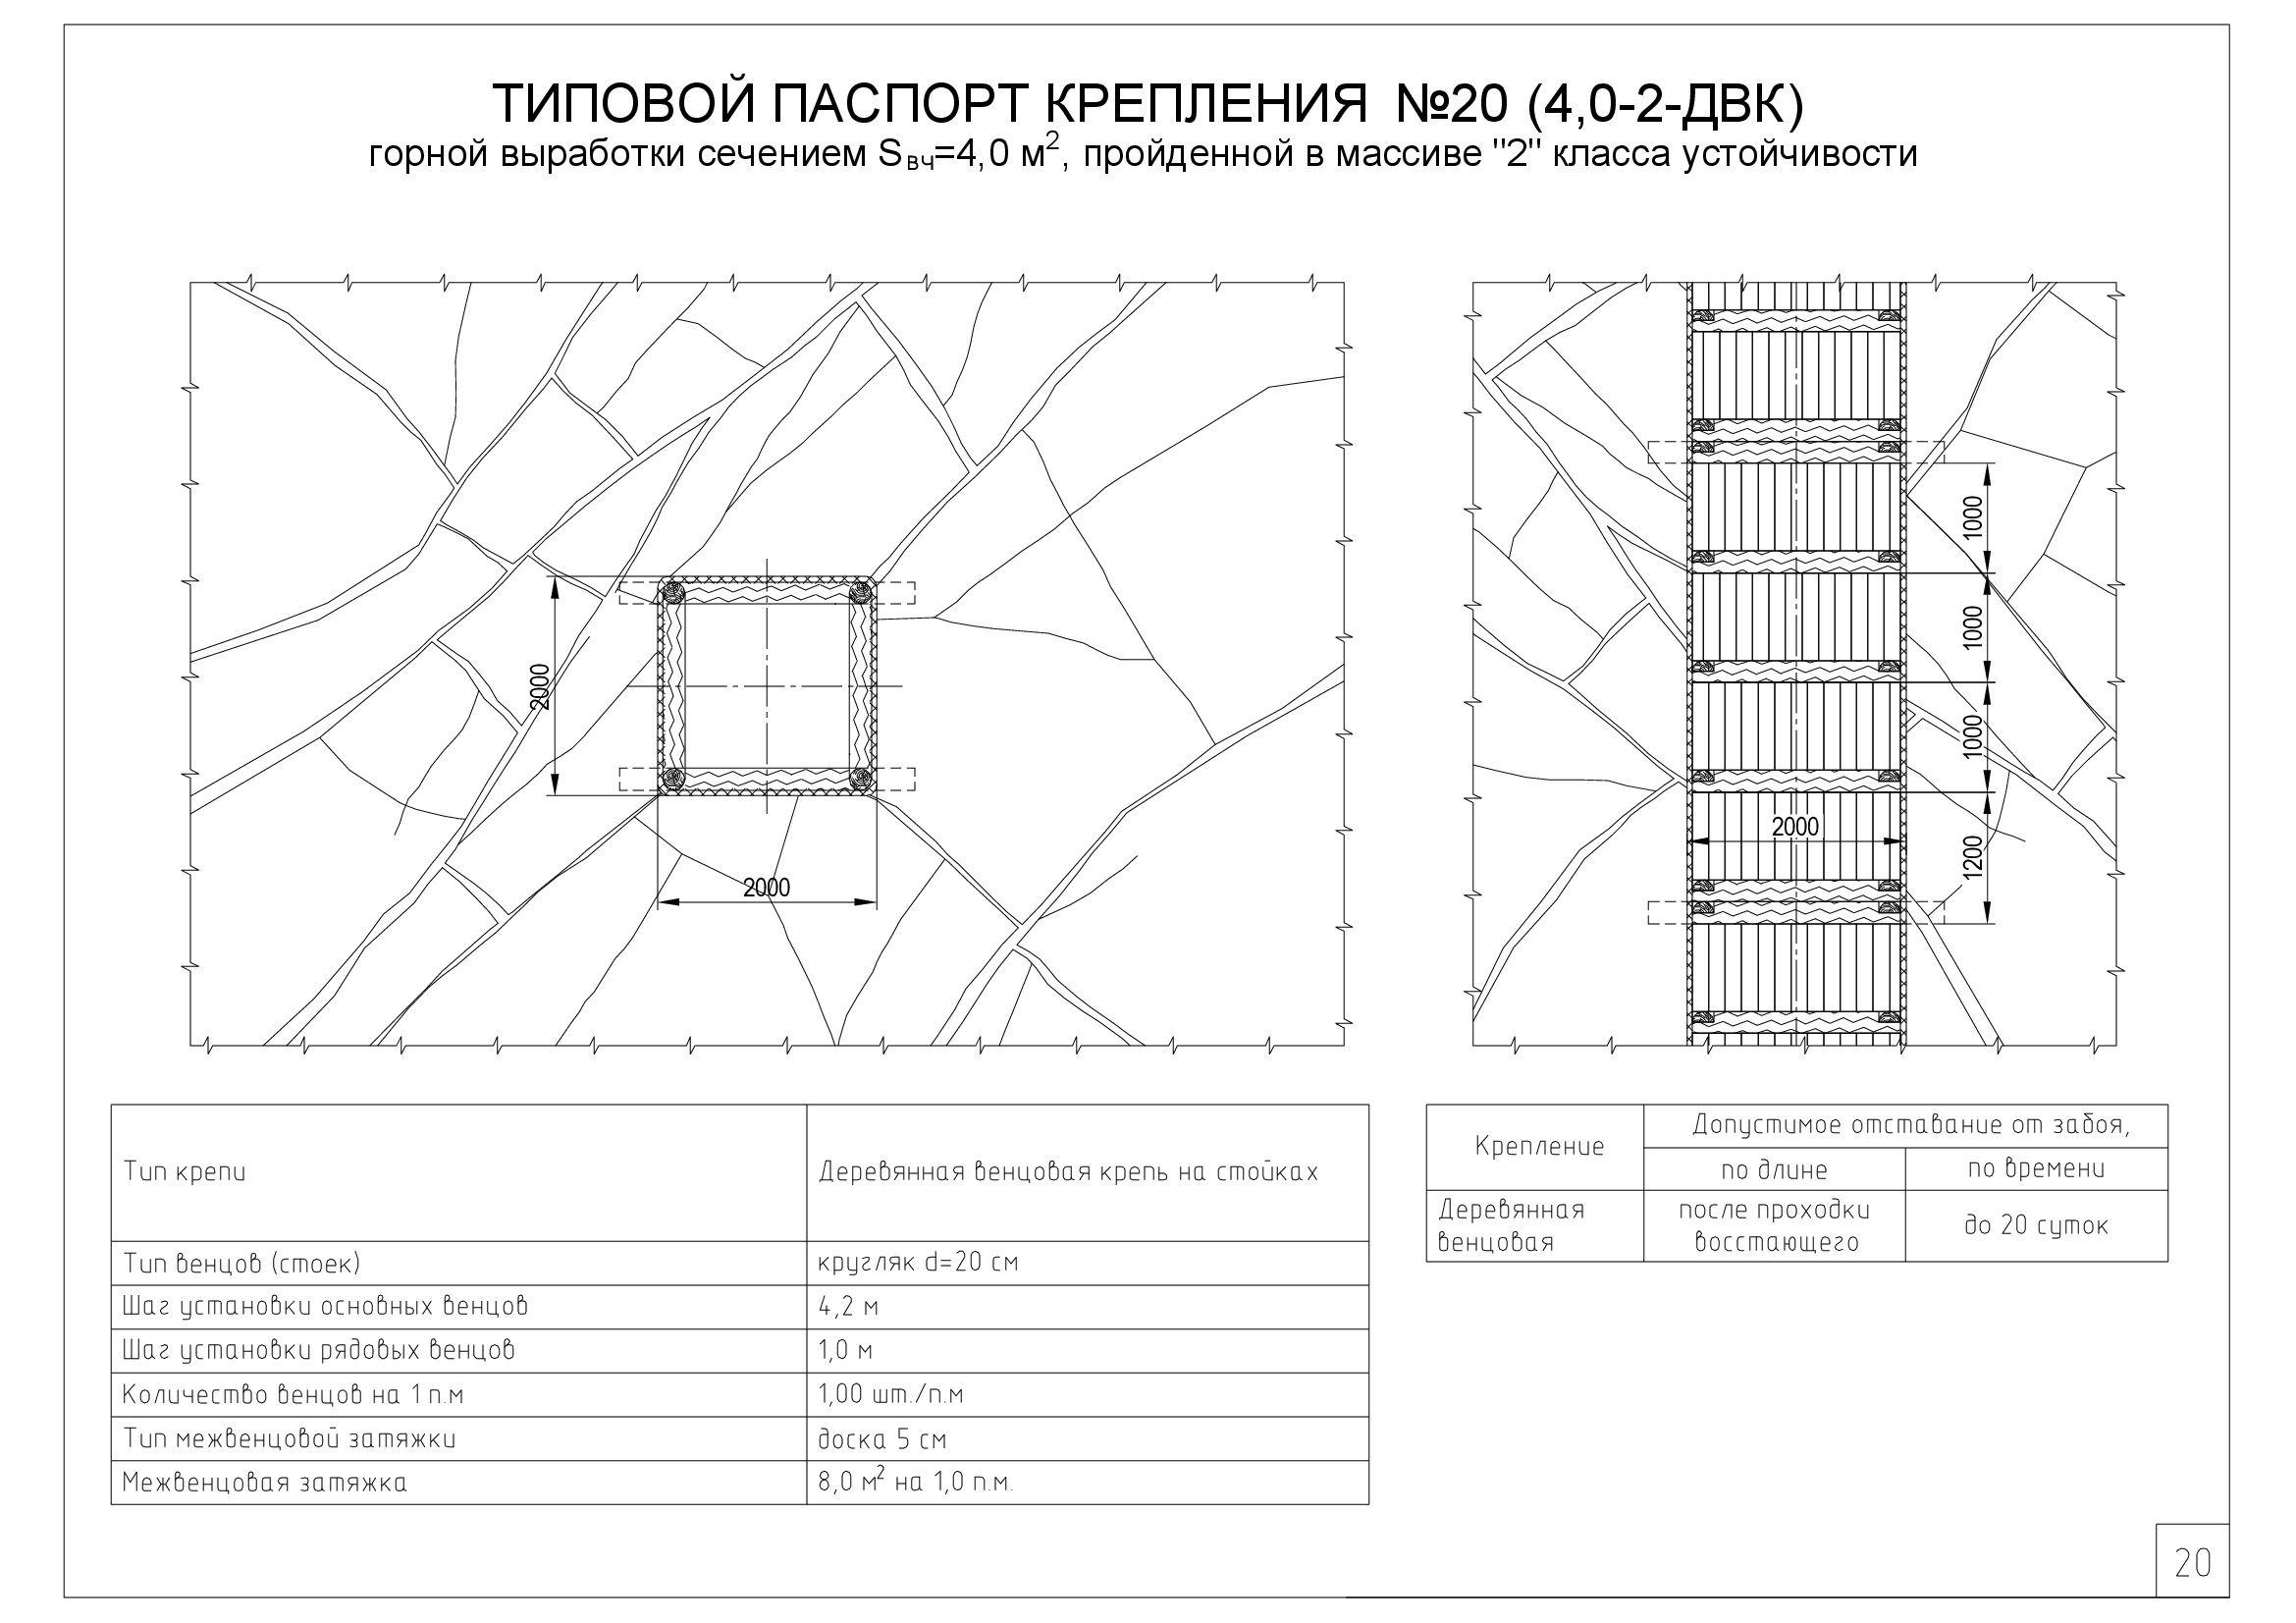 ТИПОВОЙ ПАСПОРТ КРЕПЛЕНИЯ №20 (4,0-2-ДВК)
горной выработки сечением Sвч=4,0 м², пройденной в массиве "2" класса устойчивости
2000
2000
1000
1000
1000
2000
1200
Тип крепи
Деревянная венцовая крепь на стойках
Тип венцов (стоек)
кругляк d=20 см
Шаг установки основных венцов
4,2 м
Шаг установки рядовых венцов
1,0 м
Количество венцов на 1 п.м
1,00 шт./п.м
Тип межвенцовой затяжки
доска 5 см
Межвенцовая затяжка
8,0 м² на 1,0 п.м.
Крепление
Допустимое отставание от забоя,
по длине
по времени
Деревянная
венцовая
после проходки
восстающего
до 20 суток
20